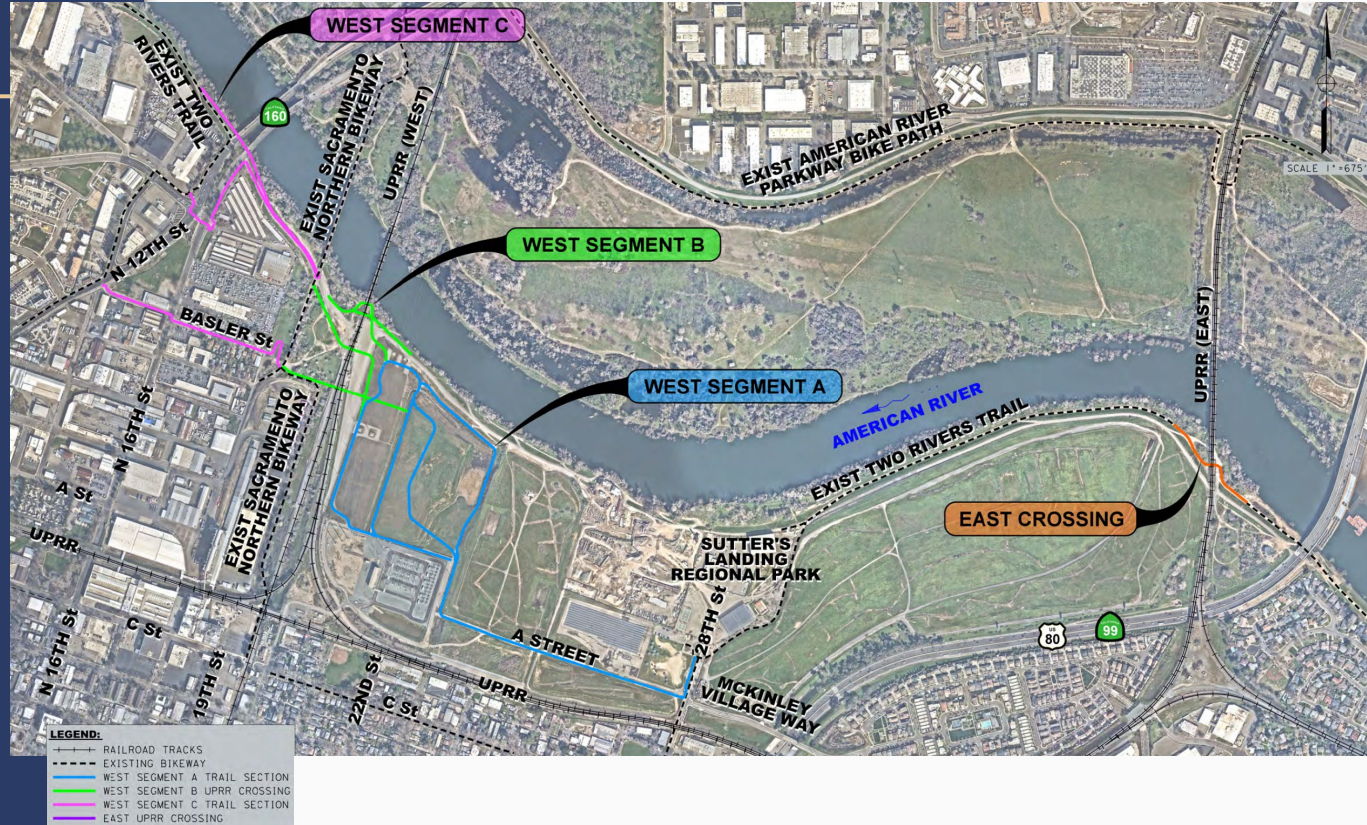 WEST SEGMENT C
EXIST TWO
RIVERS TRAIL
160
EXIST SACRAMENTO
NORTHERN BIKEWAY
UPRR (WEST)
EXIST AMERICAN RIVER
PARKWAY BIKE PATH
SCALE 1"=675'
N 12TH St
WEST SEGMENT B
BASLER St
UPRR (EAST)
WEST SEGMENT A
AMERICAN RIVER
EXIST TWO RIVERS TRAIL
N 16TH St
EXIST SACRAMENTO
NORTHERN BIKEWAY
A St
EAST CROSSING
UPRR
SUTTER'S
LANDING
REGIONAL PARK
28TH St
US
80
99
C St
N 16TH St
19TH St
22ND St
A STREET
UPRR
C St
MCKINLEY
VILLAGE WAY
LEGEND:
RAILROAD TRACKS
EXISTING BIKEWAY
WEST SEGMENT A TRAIL SECTION
WEST SEGMENT B UPRR CROSSING
WEST SEGMENT C TRAIL SECTION
EAST UPRR CROSSING